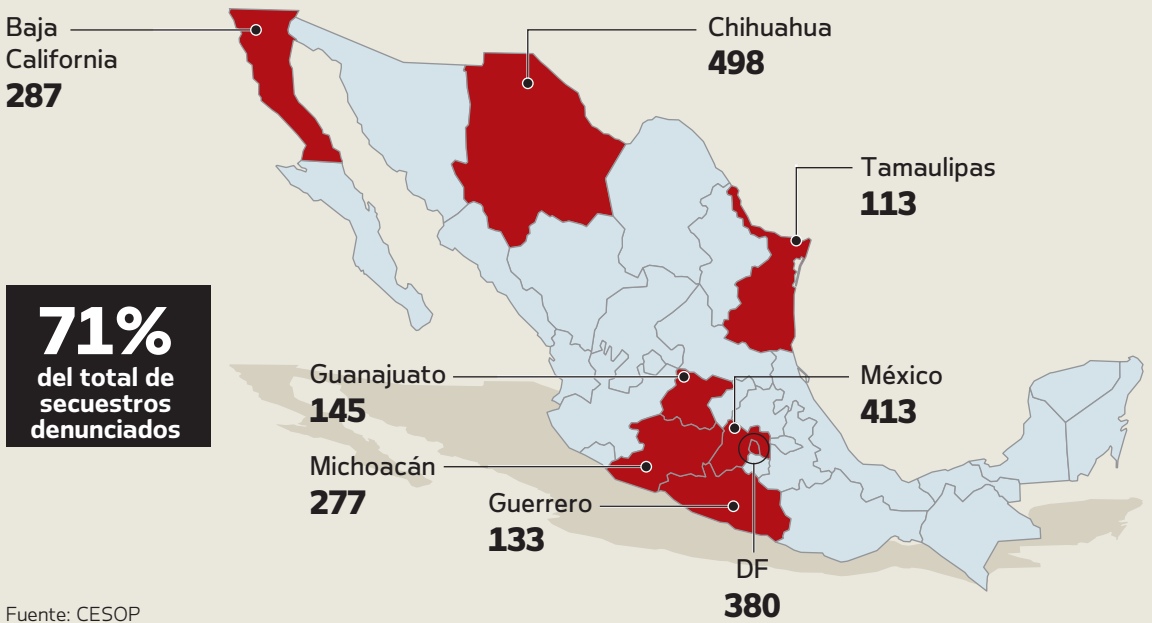 Baja
California
287
Chihuahua
498
Tamaulipas
113
71%
del total de
secuestros
denunciados
Guanajuato
145
México
413
Michoacán
277
Guerrero
133
DF
380
Fuente: CESOP